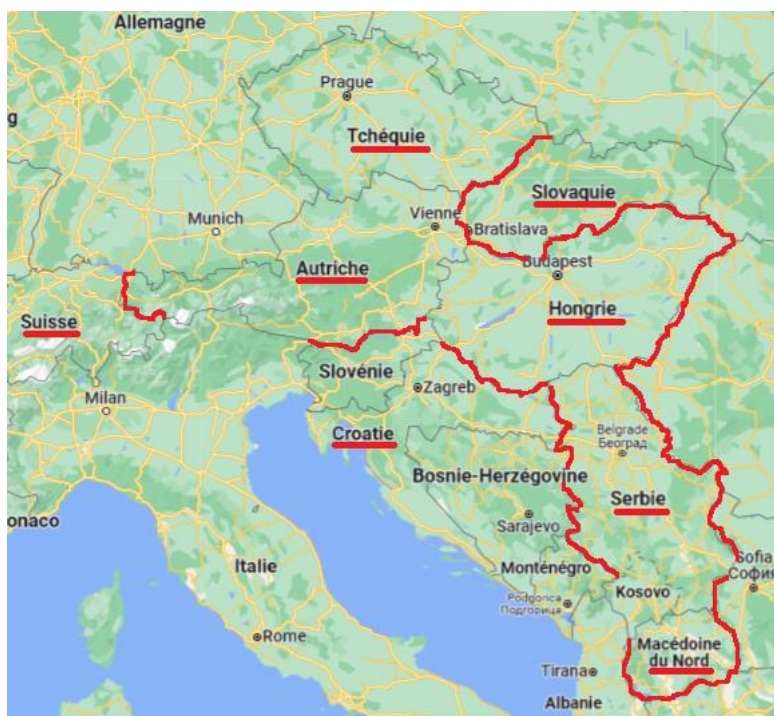 Allemagne
Prague
Tchéquie
Slovaquie
Munich
Vienne
Bratislava
Autriche
Budapest
Hongrie
Suisse
Slovénie
Milan
Zagreb
Croatie
Belgrade
Београд
Bosnie-Herzégovine
Serbie
onaco
Sarajevo
Italie
Monténégro
Sofia
София
Kosovo
Podgorica
Подгорица
Rome
Macédoine
du Nord
Tirana
Albanie